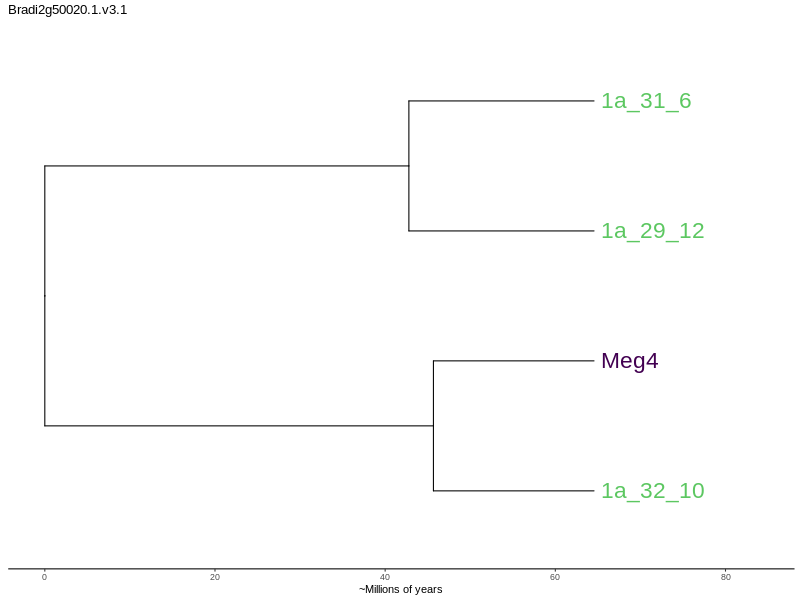 Bradi2g50020.1.v3.1
1a_31_6
1a_29_12
Meg4
1a_32_10
0 20 40 60 80
~Millions of years